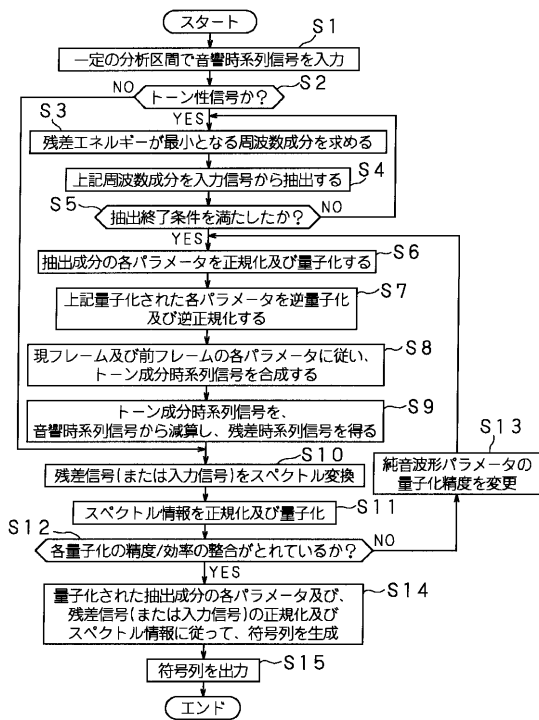 スタート
S1
一定の分析区間で音響時系列信号を入力
S2
NO
トーン性信号か?
YES
S3
残差エネルギーが最小となる周波数成分を求める
S4
上記周波数成分を入力信号から抽出する
S5
抽出終了条件を満たしたか?
NO
YES
S6
抽出成分の各パラメータを正規化及び量子化する
S7
上記量子化された各パラメータを逆量子化
及び逆正規化する
S8
現フレーム及び前フレームの各パラメータに従い、
トーン成分時系列信号を合成する
S9
トーン成分時系列信号を、
音響時系列信号から減算し、残差時系列信号を得る
S13
純音波形パラメータの
量子化精度を変更
S10
残差信号(または入力信号)をスペクトル変換
S11
スペクトル情報を正規化及び量子化
S12
各量子化の精度/効率の整合がとれているか?
NO
YES
S14
量子化された抽出成分の各パラメータ及び、
残差信号(または入力信号)の正規化及び
スペクトル情報に従って、符号列を生成
S15
符号列を出力
エンド